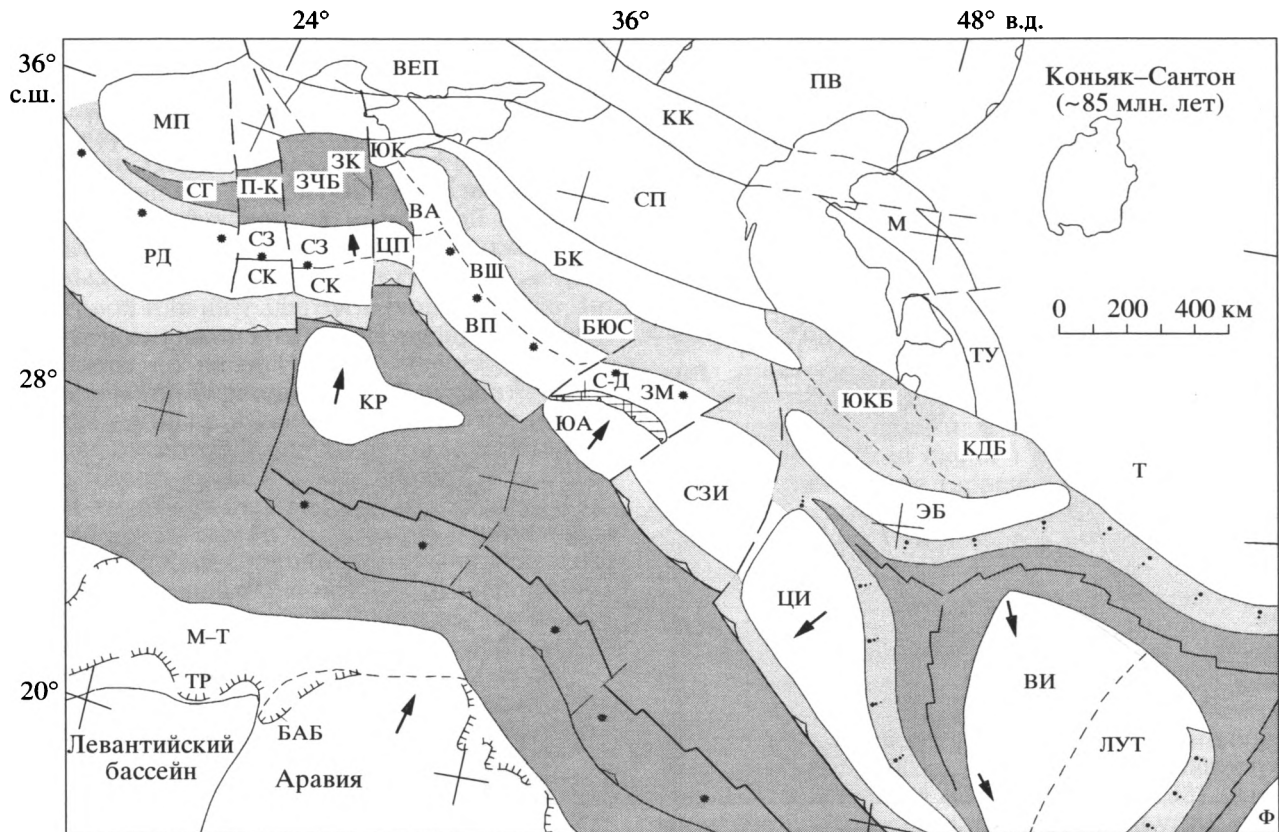 24° 36° 48° в.д.
36°
с.ш.
ВЕП
ПВ
Коньяк–Сантон
(~85 млн. лет)
МП
КК
ЮК
ЗК
СГ
П-К
ЗЧБ
СП
ВА
М
СЗ
СЗ
ЦП
РД
БК
СК
СК
ВШ
0 200 400 км
ВП
БЮС
ТУ
28°
С-Д
ЗМ
КР
ЮКБ
ЮА
КДБ
Т
СЗИ
ЭБ
ЦИ
М–Т
ВИ
20°
ТР
БАБ
Левантийский
бассейн
Аравия
ЛУТ
Ф